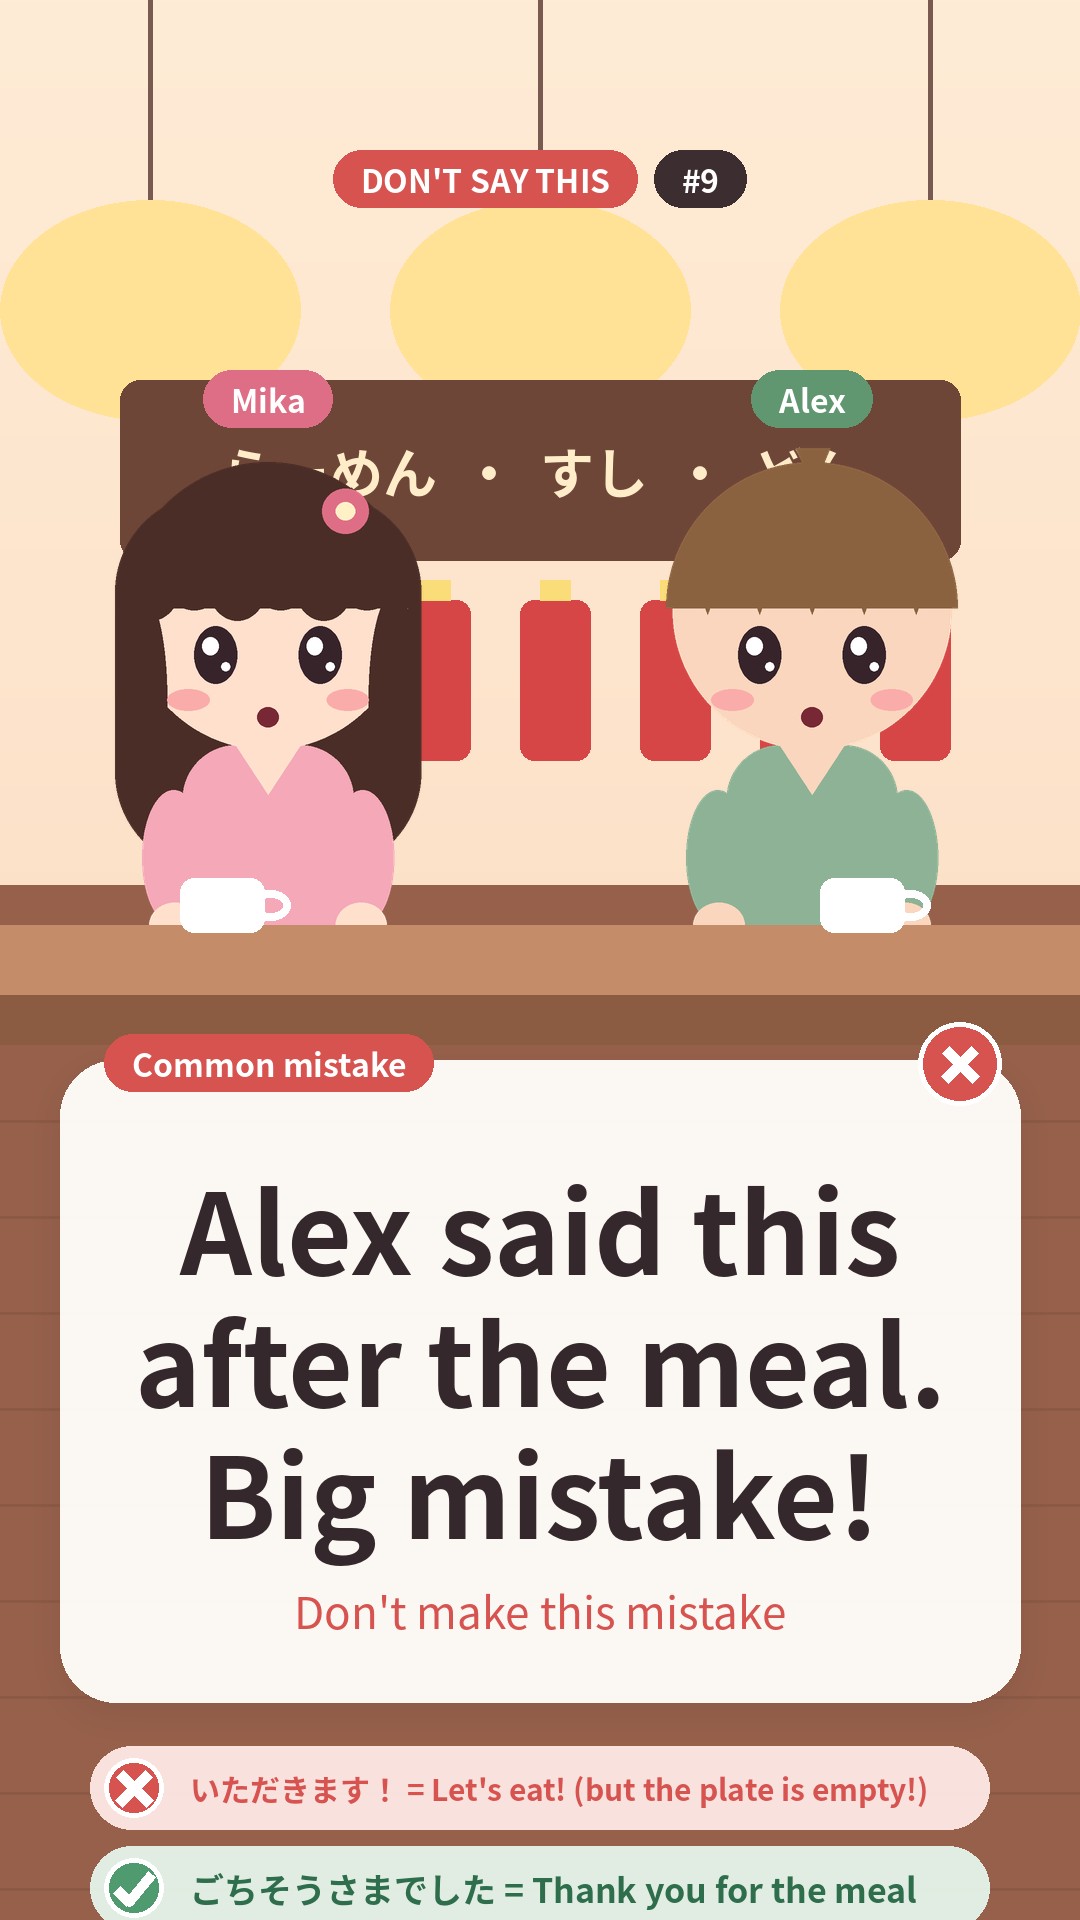 DON'T SAY THIS #9
Mika
Alex
めん ・ すし ・
Common mistake
Alex said this
after the meal.
Big mistake!
Don't make this mistake
いただきます！ = Let's eat! (but the plate is empty!)
ごちそうさまでした = Thank you for the meal